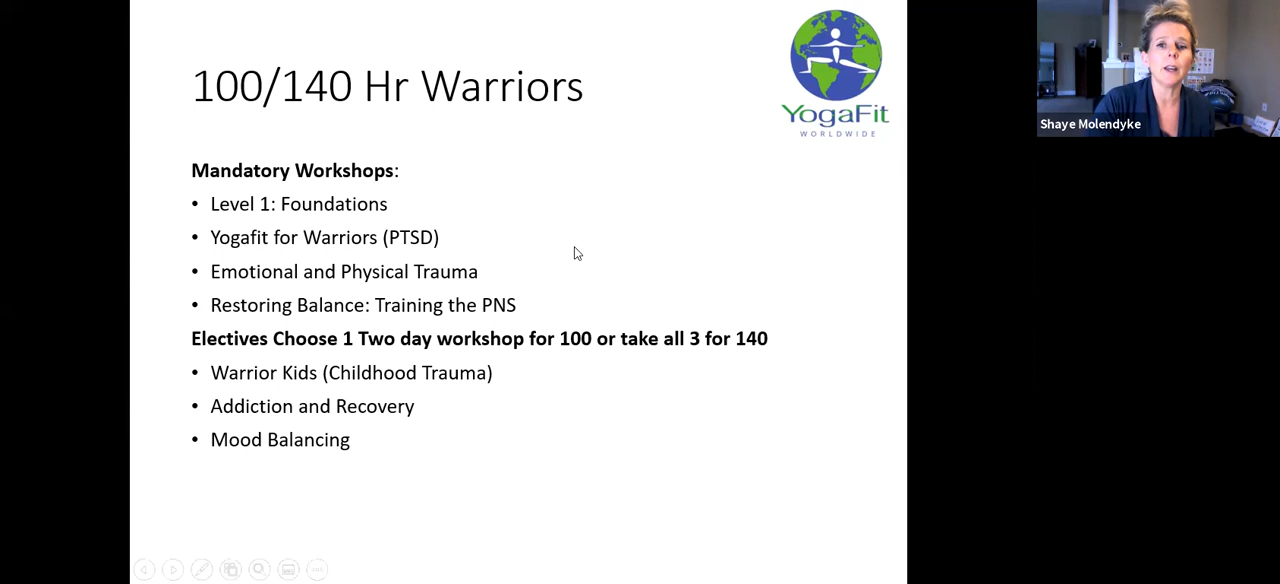 100/140 Hr Warriors
YogaFit
WORLDWIDE
Shaye Molendyke
Mandatory Workshops:
• Level 1: Foundations
• Yogafit for Warriors (PTSD)
• Emotional and Physical Trauma
• Restoring Balance: Training the PNS
Electives Choose 1 Two day workshop for 100 or take all 3 for 140
• Warrior Kids (Childhood Trauma)
• Addiction and Recovery
• Mood Balancing